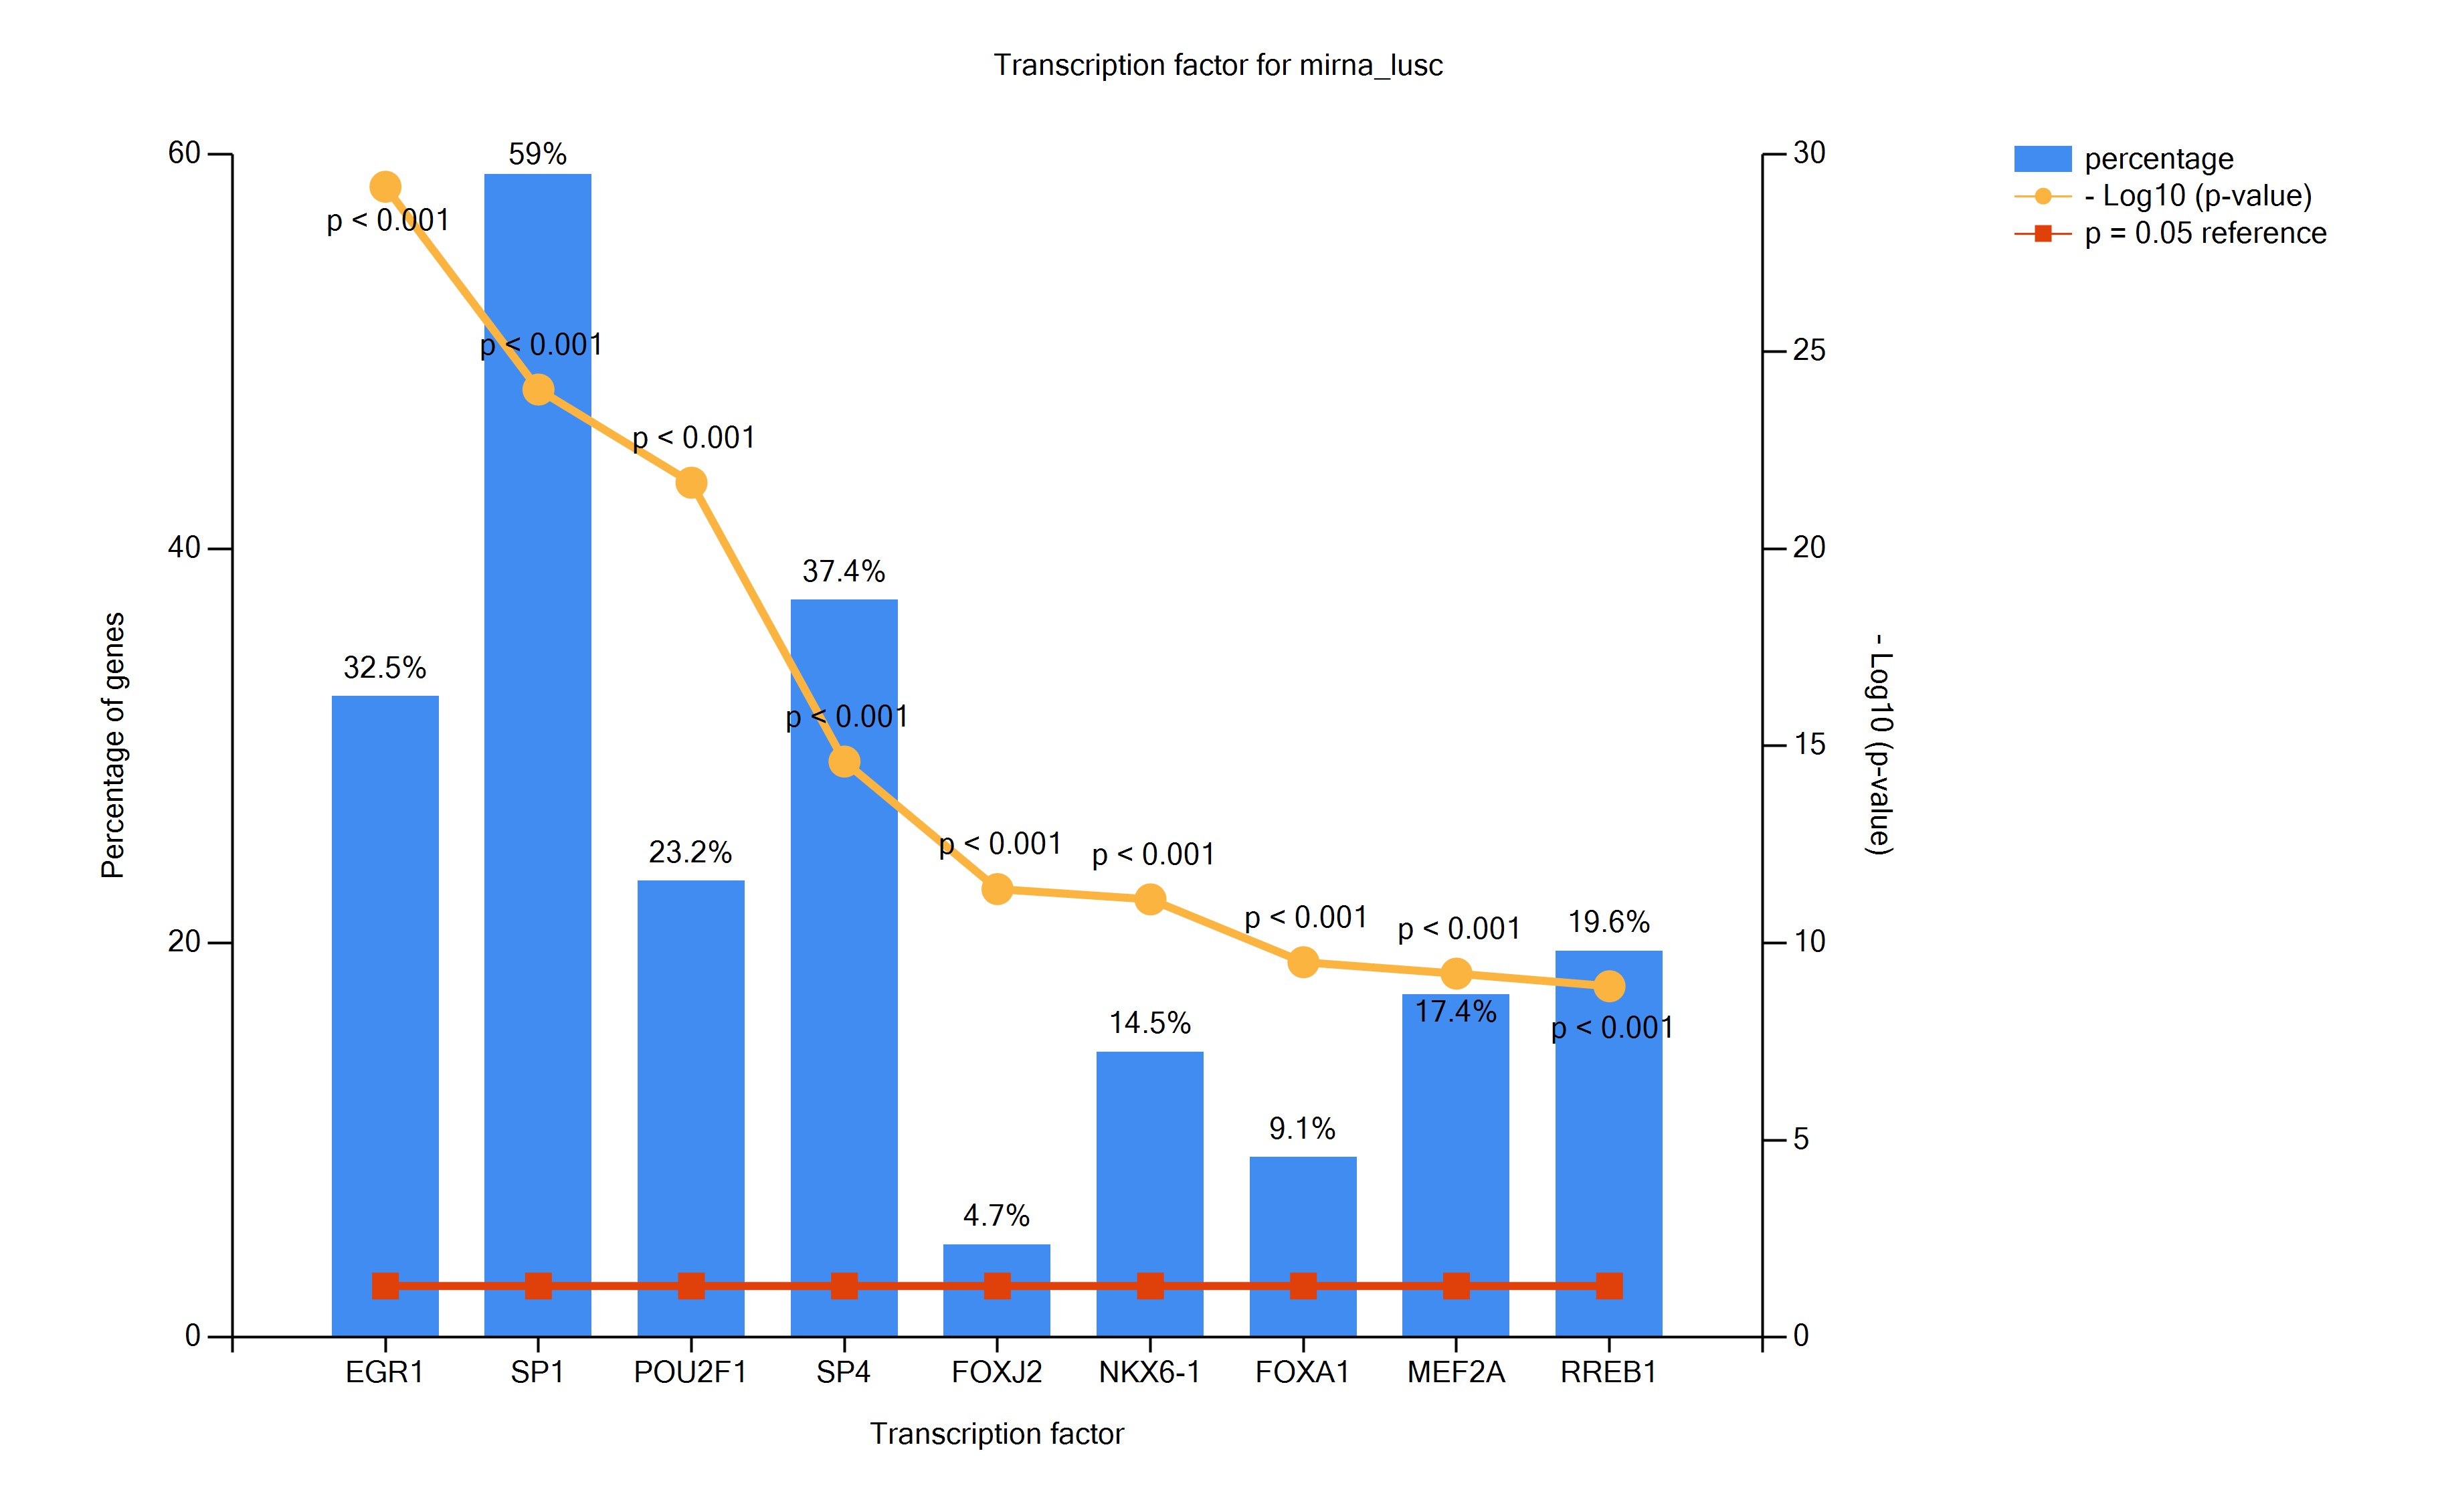 Transcription factor for mirna_lusc
percentage
- Log10 (p-value)
p = 0.05 reference
Percentage of genes
60
40
20
0
59%
p < 0.001
p < 0.001
p < 0.001
37.4%
32.5%
p < 0.001
23.2%
p < 0.001
p < 0.001
p < 0.001
p < 0.001
19.6%
17.4%
p < 0.001
14.5%
9.1%
4.7%
30
25
20
15
10
5
0
- Log10 (p-value)
EGR1 SP1 POU2F1 SP4 FOXJ2 NKX6-1 FOXA1 MEF2A RREB1
Transcription factor